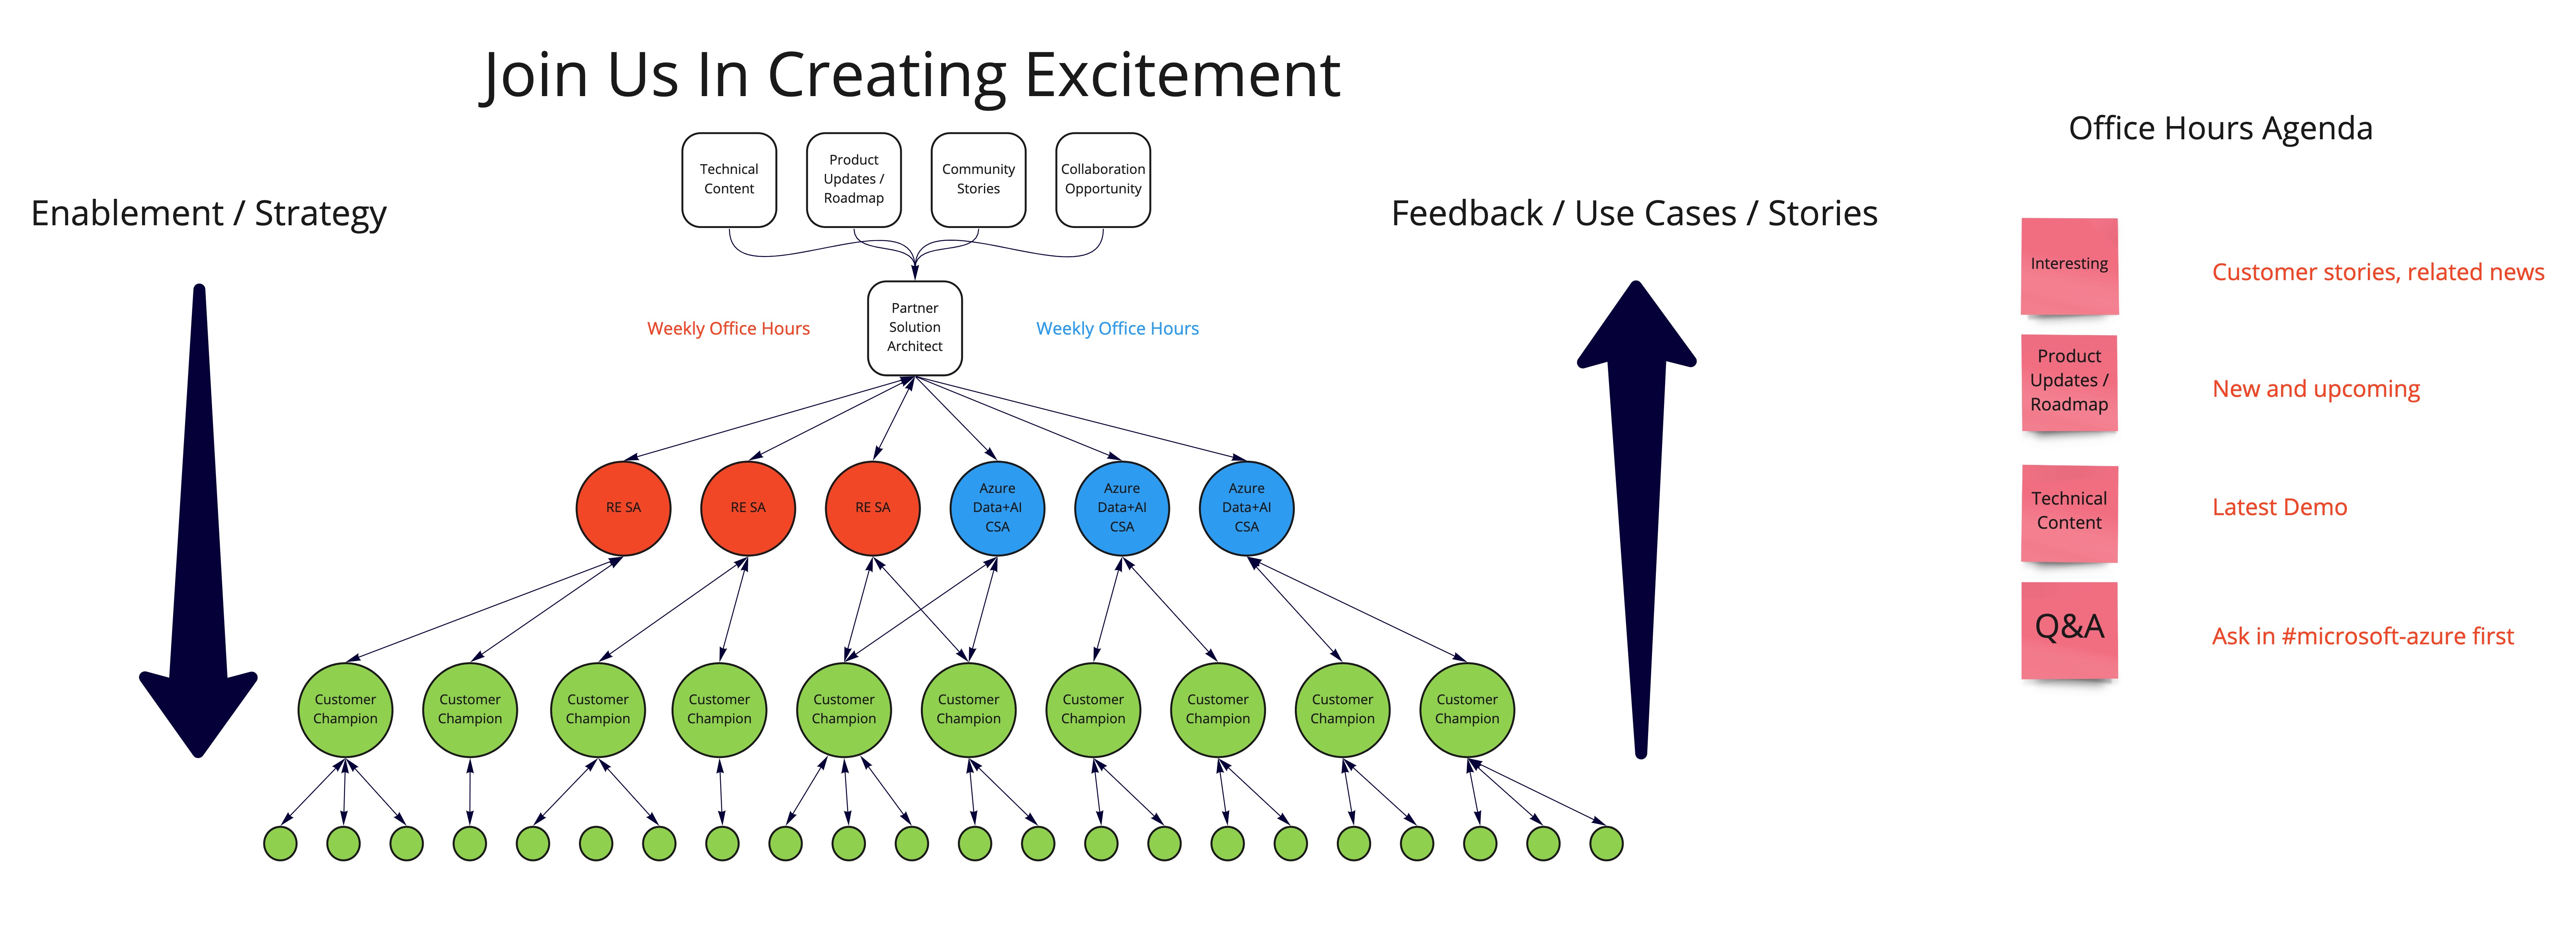 Join Us In Creating Excitement
Office Hours Agenda
Enablement / Strategy
Technical
Content
Product
Updates /
Roadmap
Community
Stories
Collaboration
Opportunity
Feedback / Use Cases / Stories
Weekly Office Hours
Partner
Solution
Architect
Weekly Office Hours
RE SA
RE SA
RE SA
Azure
Data+AI
CSA
Azure
Data+AI
CSA
Azure
Data+AI
CSA
Customer
Champion
Customer
Champion
Customer
Champion
Customer
Champion
Customer
Champion
Customer
Champion
Customer
Champion
Customer
Champion
Customer
Champion
Customer
Champion
Interesting
Customer stories, related news
Product
Updates /
Roadmap
New and upcoming
Technical
Content
Latest Demo
Q&A
Ask in #microsoft-azure first